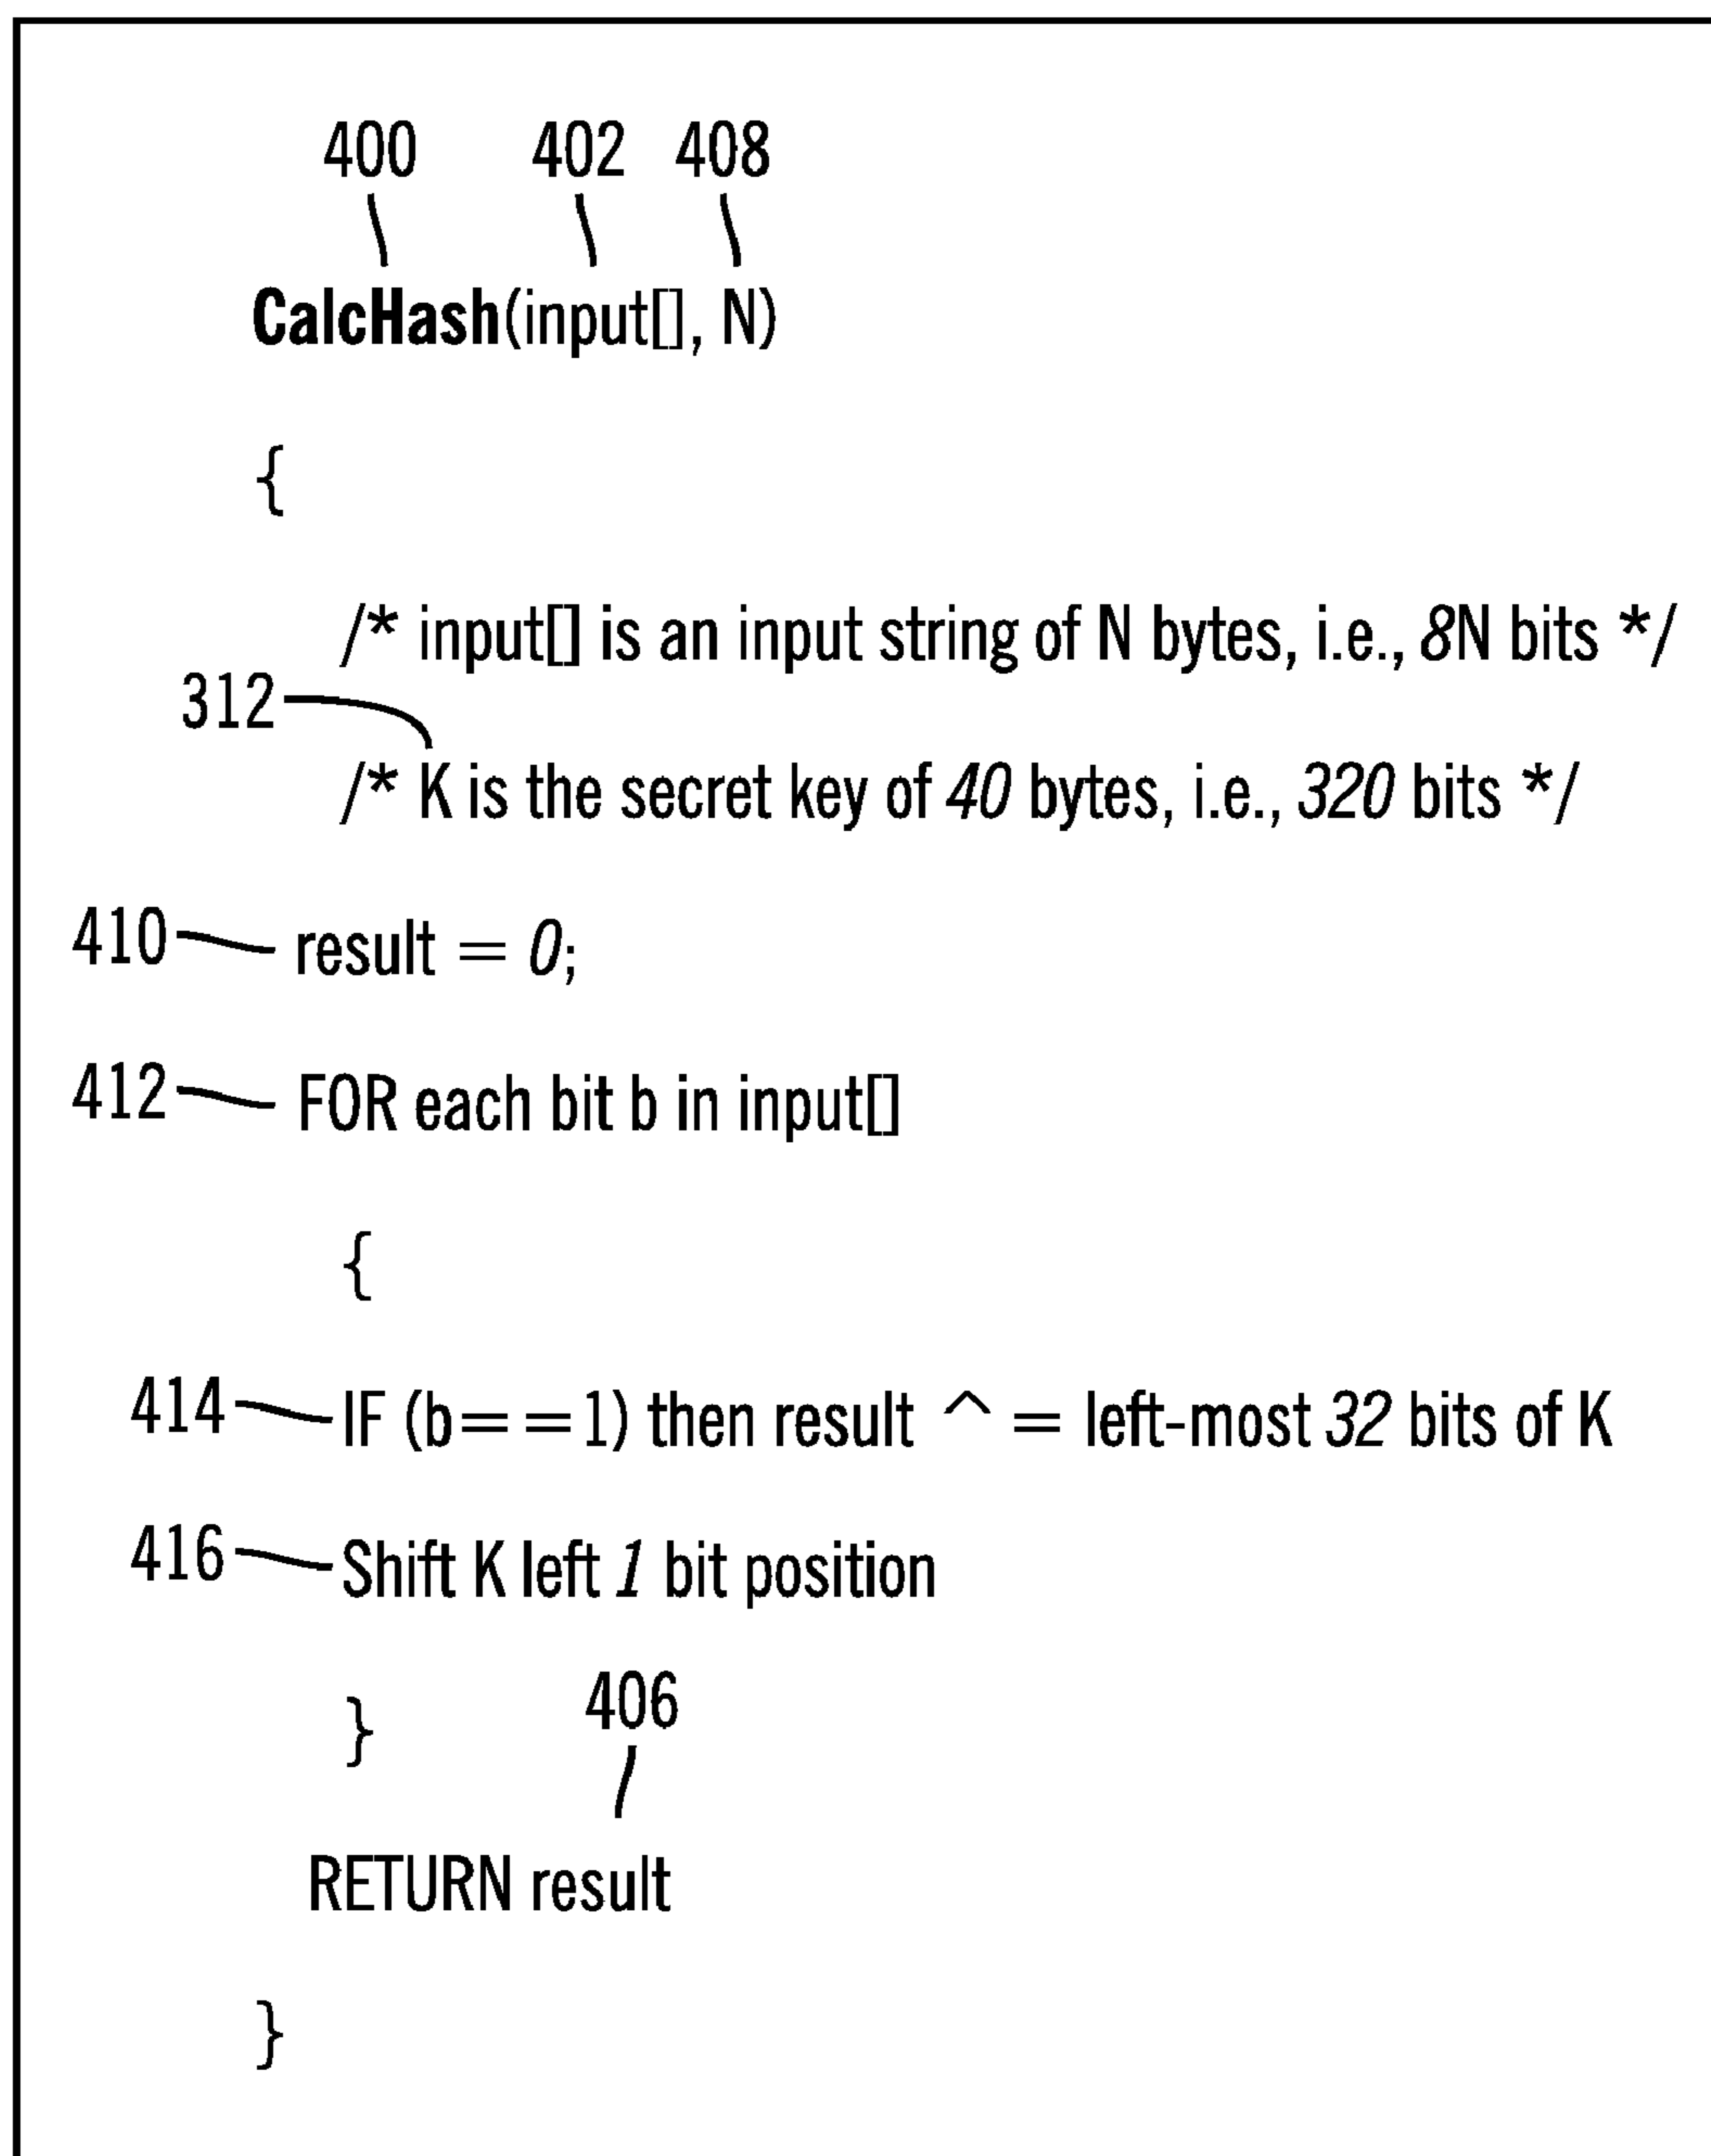 400 402 408
CalcHash(input[], N)
{
/* input[] is an input string of N bytes, i.e., 8N bits */
312
/* K is the secret key of 40 bytes, i.e., 320 bits */
410 result = 0;
412 FOR each bit b in input[]
{
414 IF (b==1) then result ^ = left-most 32 bits of K
416 Shift K left 1 bit position
406
}
RETURN result
}